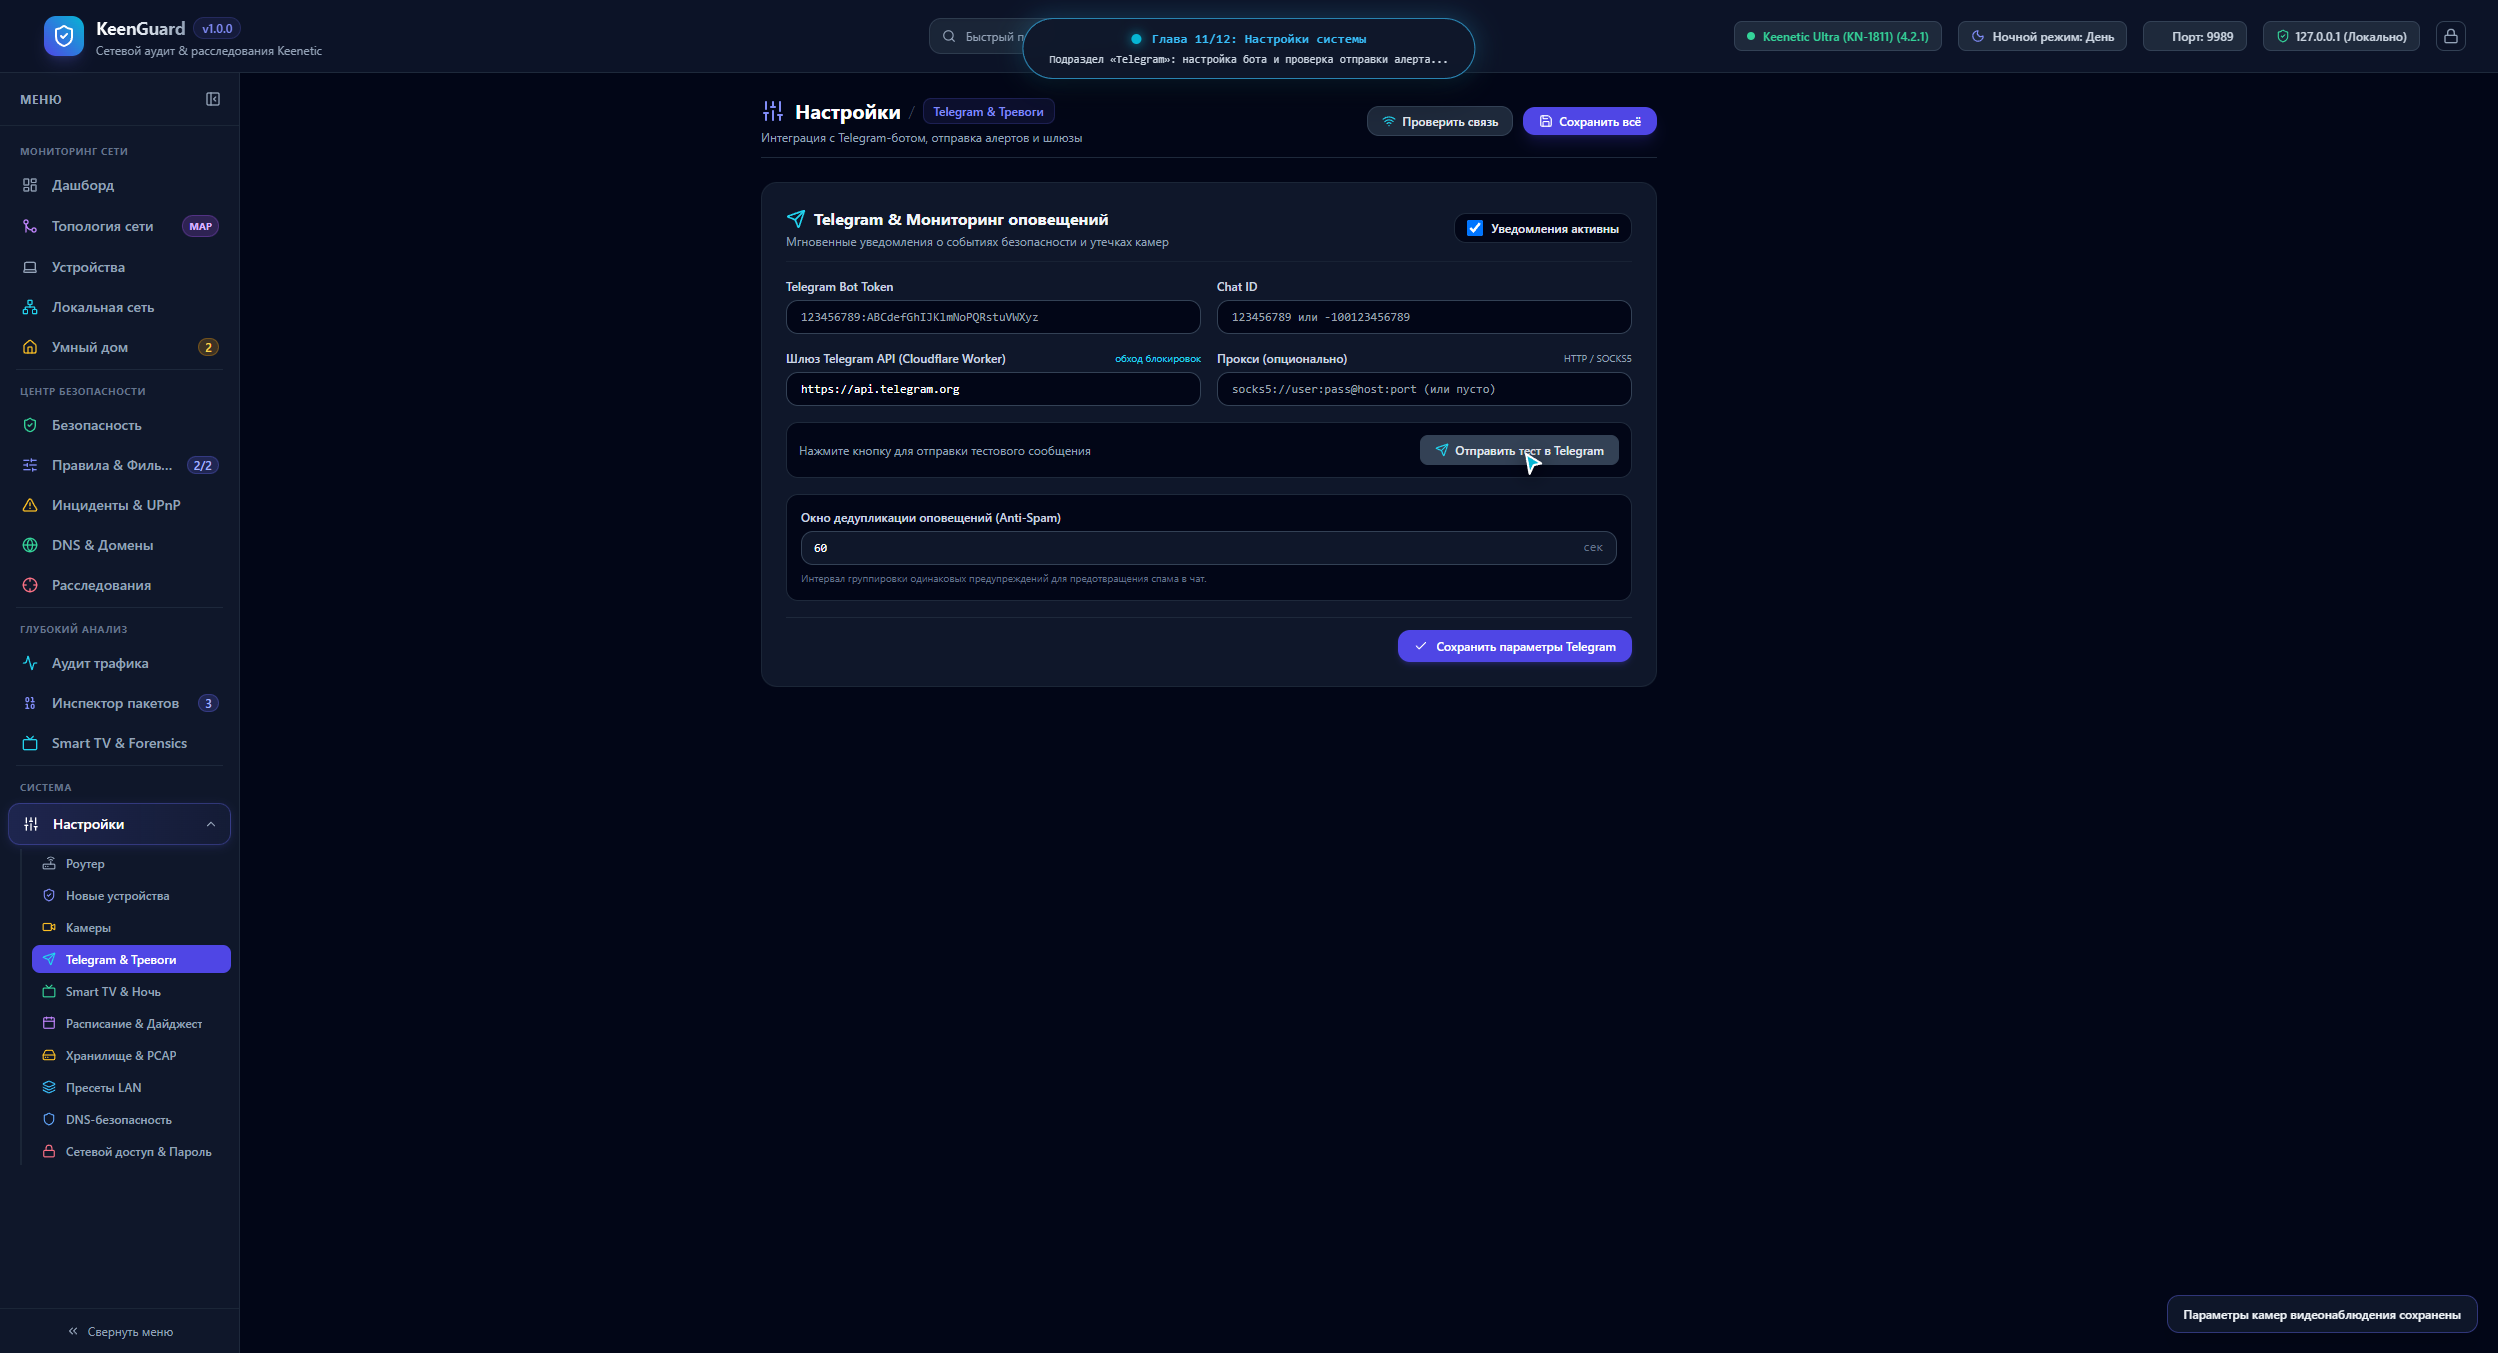 KeenGuard v1.0.0
Сетевой аудит & расследования Keenetic
Быстрый п
Глава 11/12: Настройки системы
Подраздел «Telegram»: настройка бота и проверка отправки алерта...
Keenetic Ultra (KN-1811) (4.2.1)
Ночной режим: День
Порт: 9989
127.0.0.1 (Локально)
МЕНЮ
МОНИТОРИНГ СЕТИ
Дашборд
Топология сети MAP
Устройства
Локальная сеть
Умный дом 2
ЦЕНТР БЕЗОПАСНОСТИ
Безопасность
Правила & Филь... 2/2
Инциденты & UPnP
DNS & Домены
Расследования
ГЛУБОКИЙ АНАЛИЗ
Аудит трафика
Инспектор пакетов 3
Smart TV & Forensics
СИСТЕМА
Настройки
Роутер
Новые устройства
Камеры
Telegram & Тревоги
Smart TV & Ночь
Расписание & Дайджест
Хранилище & PCAP
Пресеты LAN
DNS-безопасность
Сетевой доступ & Пароль
Свернуть меню
Настройки / Telegram & Тревоги
Интеграция с Telegram-ботом, отправка алертов и шлюзы
Проверить связь
Сохранить всё
Telegram & Мониторинг оповещений
Мгновенные уведомления о событиях безопасности и утечках камер
Уведомления активны
Telegram Bot Token
123456789:ABCdefGhIJKlmNoPQRstuVWXyz
Chat ID
123456789 или -100123456789
Шлюз Telegram API (Cloudflare Worker) обход блокировок
https://api.telegram.org
Прокси (опционально) HTTP / SOCKS5
socks5://user:pass@host:port (или пусто)
Нажмите кнопку для отправки тестового сообщения
Отправить тест в Telegram
Окно дедупликации оповещений (Anti-Spam)
60 сек
Интервал группировки одинаковых предупреждений для предотвращения спама в чат.
Сохранить параметры Telegram
Параметры камер видеонаблюдения сохранены